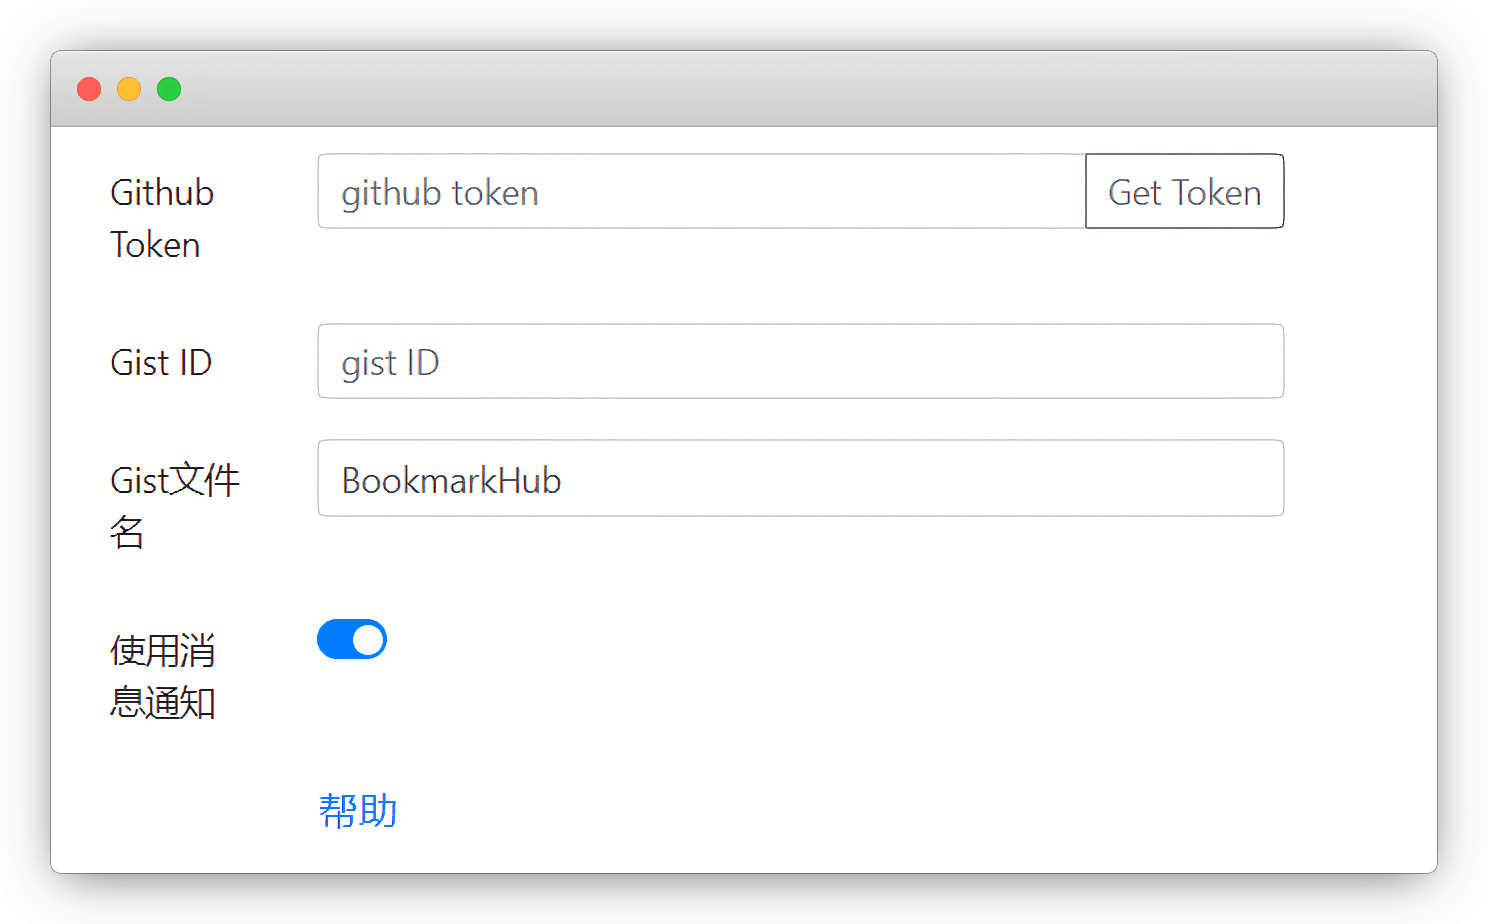 Github
Token
github token
Get Token
Gist ID
gist ID
Gist文件
名
BookmarkHub
使用消
息通知
帮助